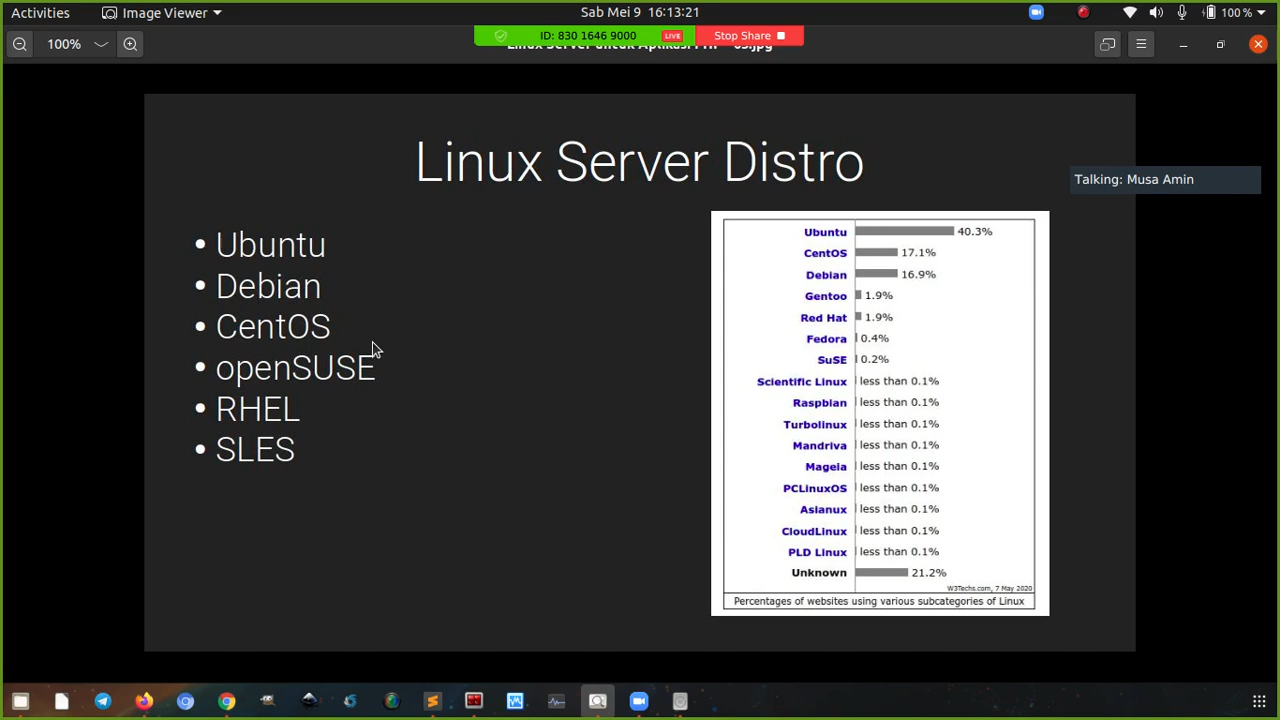 Activities
Image Viewer
Sab Mei 9 16:13:21
100 %
100%
ID: 830 1646 9000
LIVE
Stop Share
Talking: Musa Amin
Linux Server Distro
• Ubuntu
• Debian
• CentOS
• openSUSE
• RHEL
• SLES
Ubuntu 40.3%
CentOS 17.1%
Debian 16.9%
Gentoo 1.9%
Red Hat 1.9%
Fedora 0.4%
SuSE 0.2%
Scientific Linux less than 0.1%
Raspbian less than 0.1%
Turbolinux less than 0.1%
Mandriva less than 0.1%
Mageia less than 0.1%
PCLinuxOS less than 0.1%
Asianux less than 0.1%
CloudLinux less than 0.1%
PLD Linux less than 0.1%
Unknown 21.2%
W3Techs.com, 7 May 2020
Percentages of websites using various subcategories of Linux